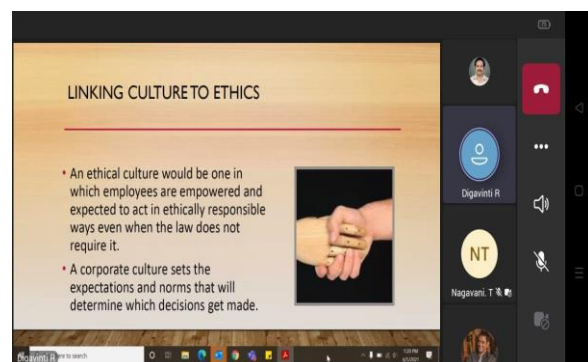 LINKING CULTURE TO ETHICS
• An ethical culture would be one in
which employees are empowered and
expected to act in ethically responsible
ways even when the law does not
require it.
• A corporate culture sets the
expectations and norms that will
determine which decisions get made.
Digavinti R
NT
Nagavani. T
Digavinti R
to search